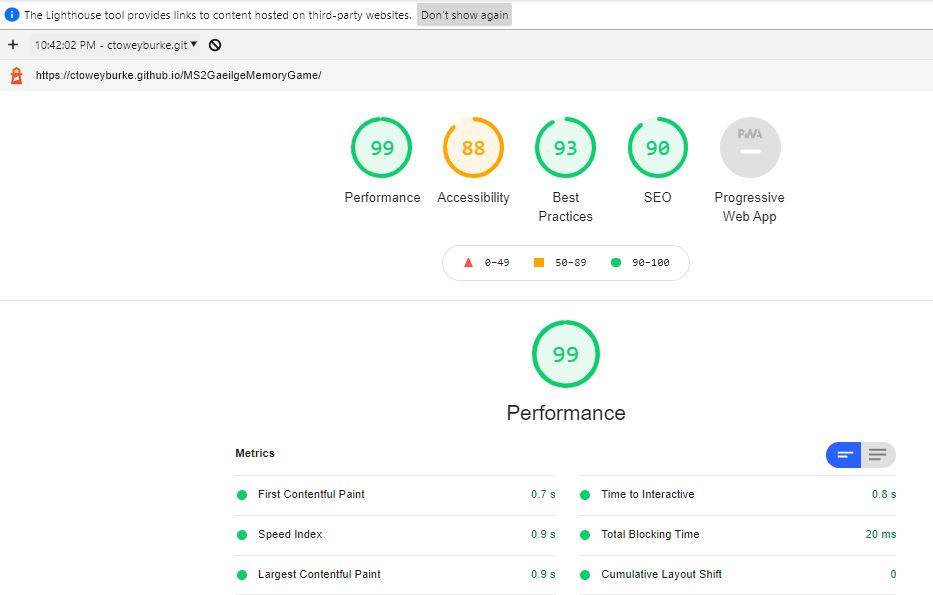 The Lighthouse tool provides links to content hosted on third-party websites. Don't show again
+ 10:42:02 PM - ctoweyburke.git
https://ctoweyburke.github.io/MS2GaeilgeMemoryGame/
99 88 93 90 PWA
Performance Accessibility Best Practices SEO Progressive Web App
0–49 50–89 90–100
99
Performance
Metrics
First Contentful Paint 0.7 s Time to Interactive 0.8 s
Speed Index 0.9 s Total Blocking Time 20 ms
Largest Contentful Paint 0.9 s Cumulative Layout Shift 0